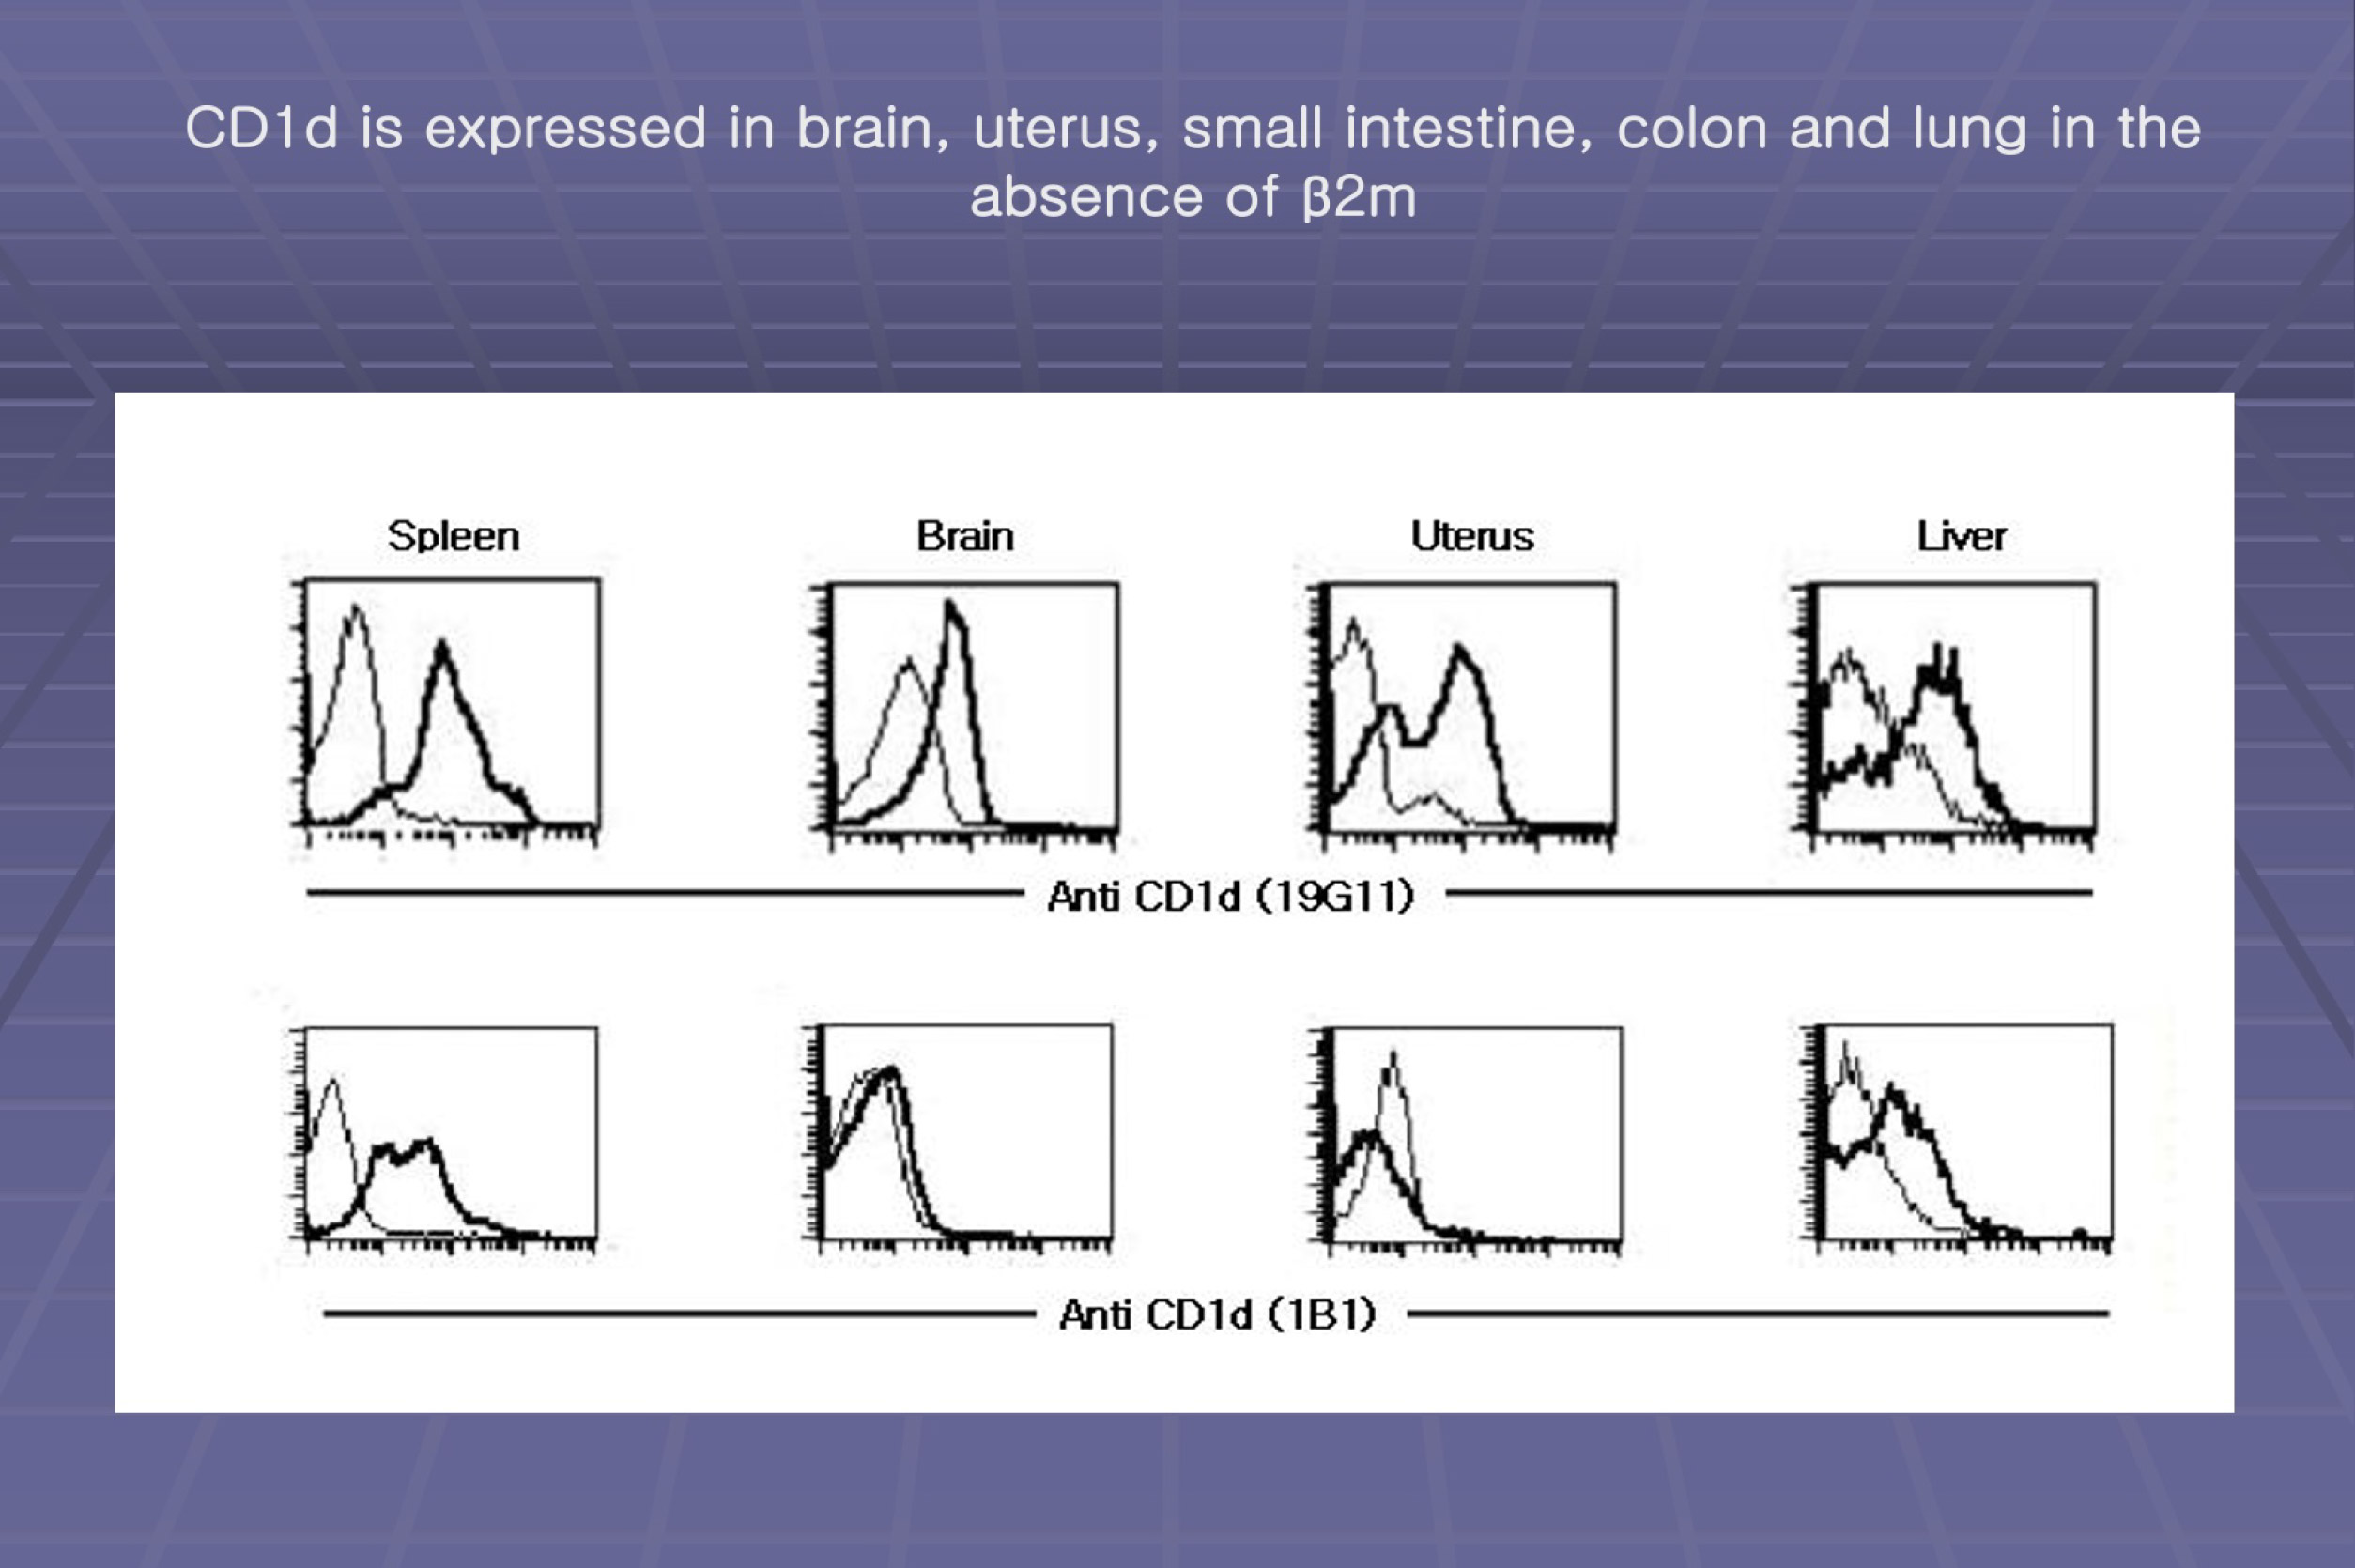 CD1d is expressed in brain, uterus, small intestine, colon and lung in the
absence of β2m
Spleen
Brain
Uterus
Liver
Anti CD1d (19G11)
Anti CD1d (1B1)